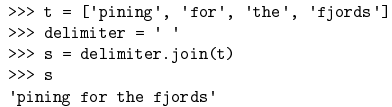 >>> t = ['pining', 'for', 'the', 'fjords']
>>> delimiter = ' '
>>> s = delimiter.join(t)
>>> s
'pining for the fjords'